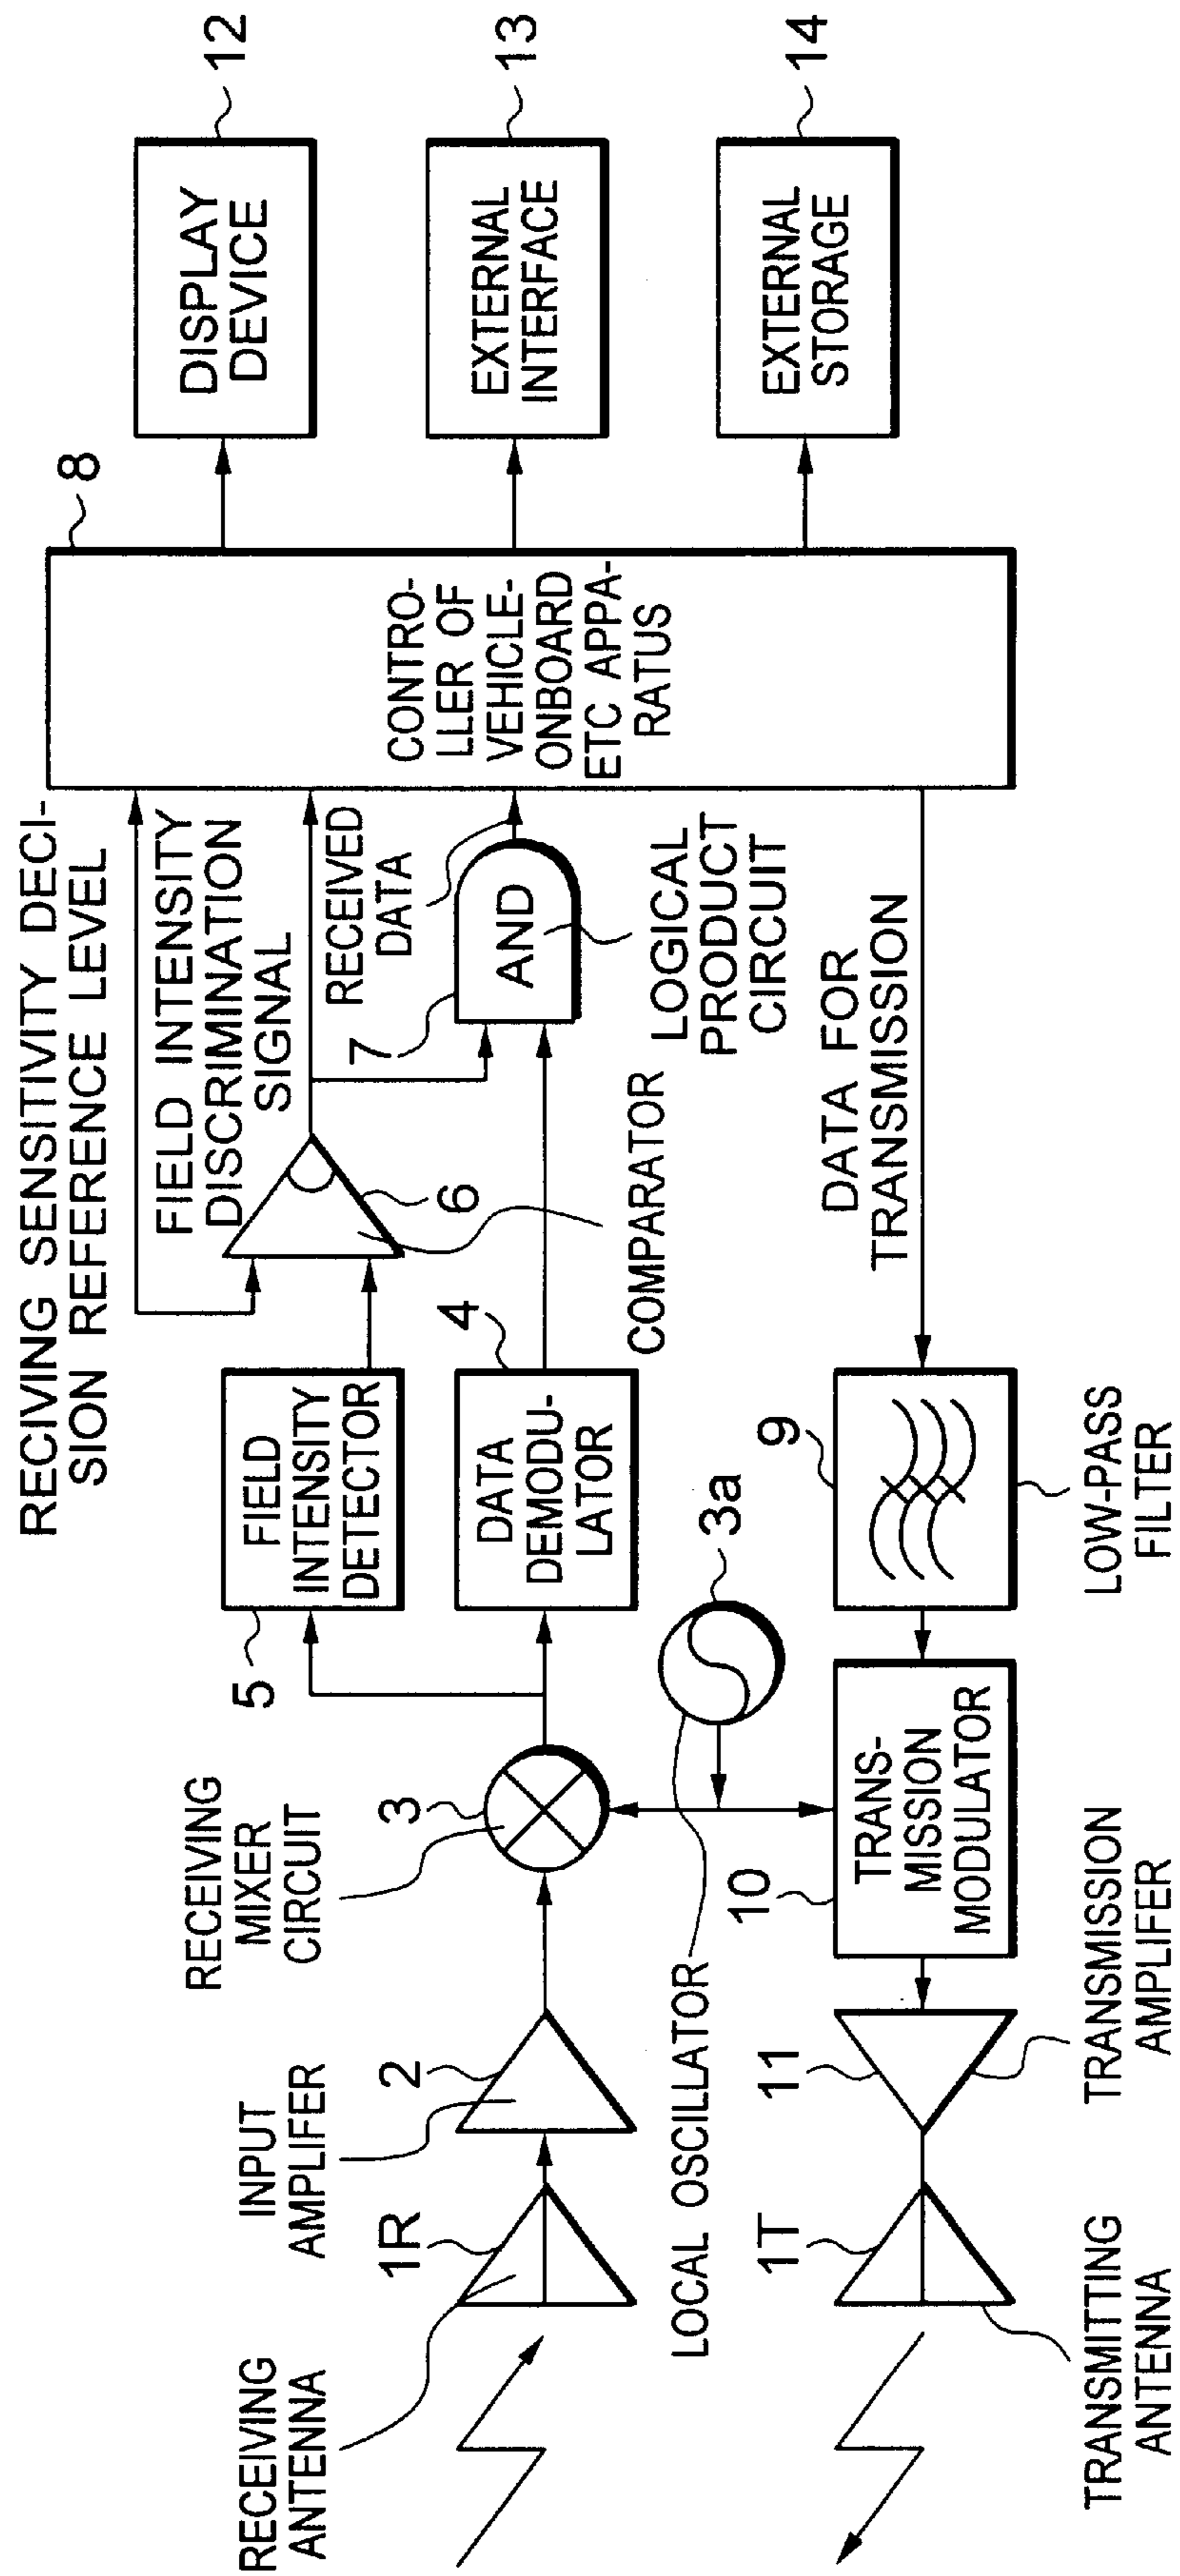 RECIVING SENSITIVITY DECI-
SION REFERENCE LEVEL
FIELD INTENSITY
DISCRIMINATION
SIGNAL
8
DISPLAY
DEVICE
12
RECEIVING
ANTENNA
1R
INPUT
AMPLIFER
2
RECEIVING
MIXER
CIRCUIT
3
5
FIELD
INTENSITY
DETECTOR
DATA
DEMODU-
LATOR
4
6
COMPARATOR
RECEIVED
DATA
7
AND
LOGICAL
PRODUCT
CIRCUIT
CONTRO-
LLER OF
VEHICLE-
ONBOARD
ETC APPA-
RATUS
EXTERNAL
INTERFACE
13
EXTERNAL
STORAGE
14
LOCAL OSCILLATOR
3a
DATA FOR
TRANSMISSION
1T
11
10
TRANS-
MISSION
MODULATOR
9
TRANSMITTING
ANTENNA
TRANSMISSION
AMPLIFER
LOW-PASS
FILTER